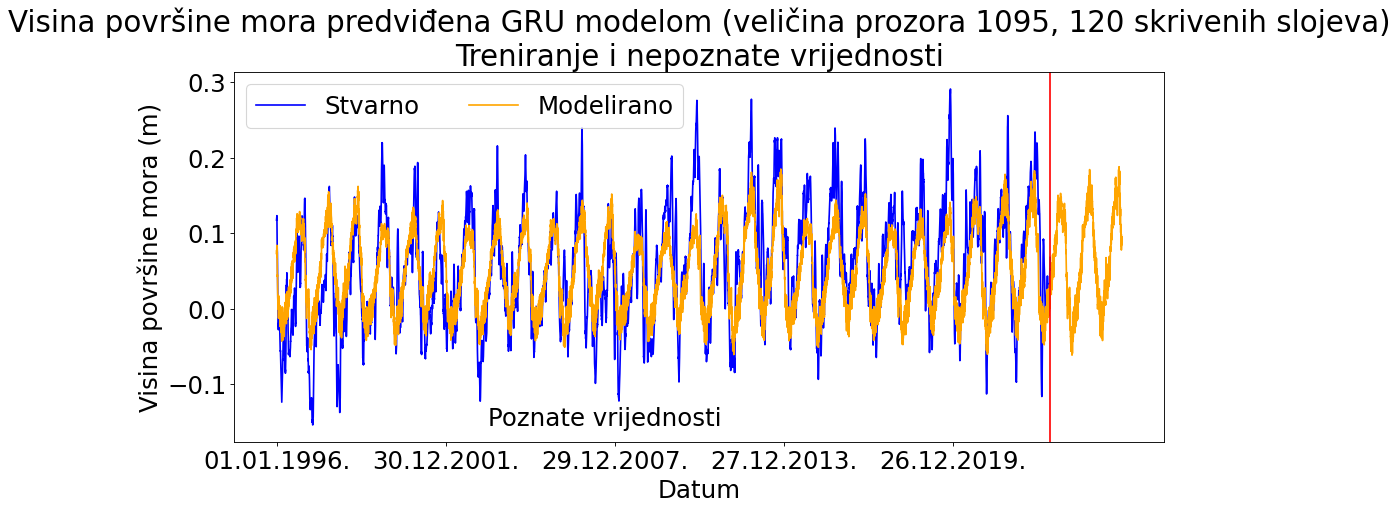 Visina površine mora predviđena GRU modelom (veličina prozora 1095, 120 skrivenih slojeva)
Treniranje i nepoznate vrijednosti
Stvarno
Modelirano
Visina površine mora (m)
0.3
0.2
0.1
0.0
−0.1
Poznate vrijednosti
01.01.1996.
30.12.2001.
29.12.2007.
27.12.2013.
26.12.2019.
Datum